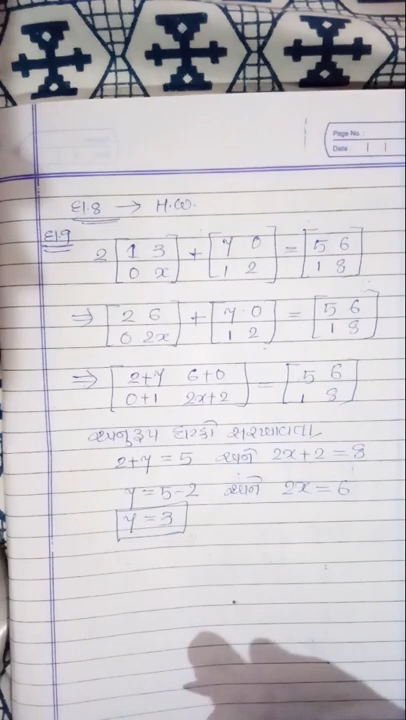 Page No. :
Date : | |
દા.8 → H.W.
દા.9
2 [1 3; 0 x] + [y 0; 1 2] = [5 6; 1 8]
⇒ [2 6; 0 2x] + [y 0; 1 2] = [5 6; 1 8]
⇒ [2+y 6+0; 0+1 2x+2] = [5 6; 1 8]
અનુરૂપ ઘટકો સરખાવતા
2+y = 5 અને 2x+2 = 8
y = 5-2 અને 2x = 6
y = 3